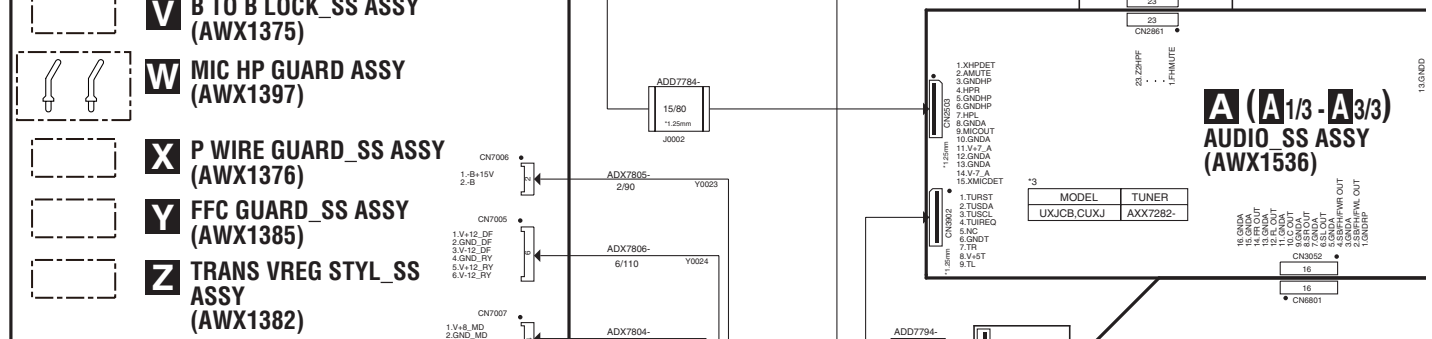 V B TO B LOCK_SS ASSY
(AWX1375)
W MIC HP GUARD ASSY
(AWX1397)
X P WIRE GUARD_SS ASSY
(AWX1376)
Y FFC GUARD_SS ASSY
(AWX1385)
Z TRANS VREG STYL_SS
ASSY
(AWX1382)
CN7006
1.-B+15V
2.-B
2
ADX7805-
2/90
Y0023
CN7005
1.V+12_DF
2.GND_DF
3.V-12_DF
4.GND_RY
5.V+12_RY
6.V-12_RY
6
ADX7806-
6/110
Y0024
CN7007
1.V+8_MD
2.GND_MD
ADX7804-
ADD7784-
15/80
*1.25mm
J0002
23
23
CN2861
23.Z2HPF
.
.
1.FHMUTE
CN2503
*1.25mm
1.XHPDET
2.AMUTE
3.GNDHP
4.HPR
5.GNDHP
6.GNDHP
7.HPL
8.GNDA
9.MICOUT
10.GNDA
11.V+7_A
12.GNDA
13.GNDA
14.V-7_A
15.XMICDET
CN3902
*1.25mm
1.TURST
2.TUSDA
3.TUSCL
4.TUIREQ
5.NC
6.GNDT
7.TR
8.V+5T
9.TL
*3
MODEL TUNER
UXJCB,CUXJ AXX7282-
A (A 1/3 - A 3/3)
AUDIO_SS ASSY
(AWX1536)
13.GNDD
16.GNDA
15.GNDA
14.FR OUT
13.GNDA
12.FL OUT
11.GNDA
10.C OUT
9.GNDA
8.SR OUT
7.GNDA
6.SL OUT
5.GNDA
4.SB/FH/FWR OUT
3.GNDA
2.SB/FH/FWL OUT
1.GNDRP
CN3052
16
16
CN6801
ADD7794-